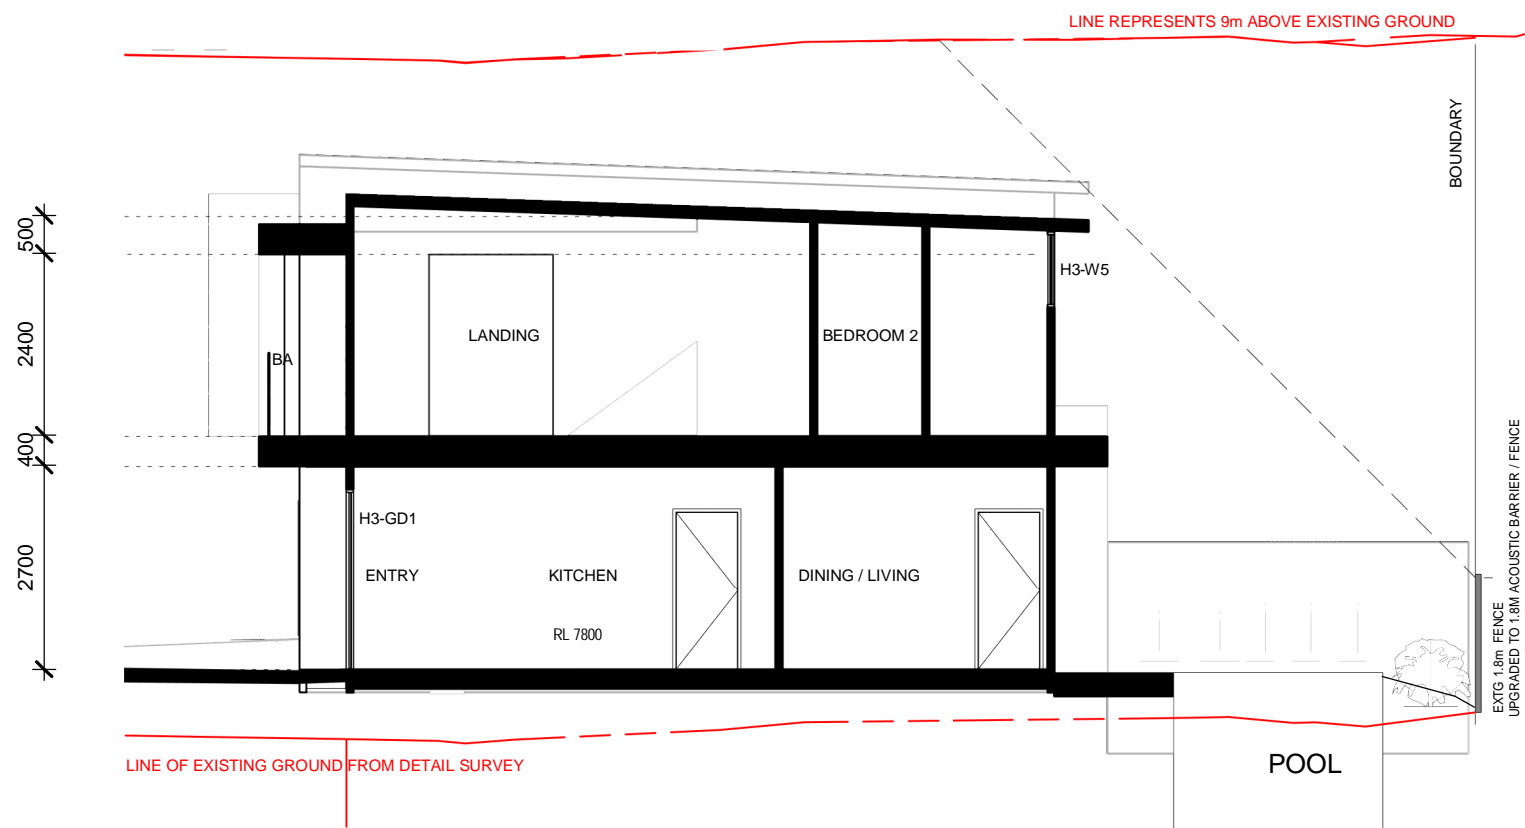 LINE REPRESENTS 9m ABOVE EXISTING GROUND
BOUNDARY
500
H3-W5
2400
LANDING
BEDROOM 2
BA
400
H3-GD1
2700
ENTRY
KITCHEN
DINING / LIVING
RL 7800
EXTG 1.8m FENCE
UPGRADED TO 1.8M ACOUSTIC BARRIER / FENCE
LINE OF EXISTING GROUND FROM DETAIL SURVEY
POOL